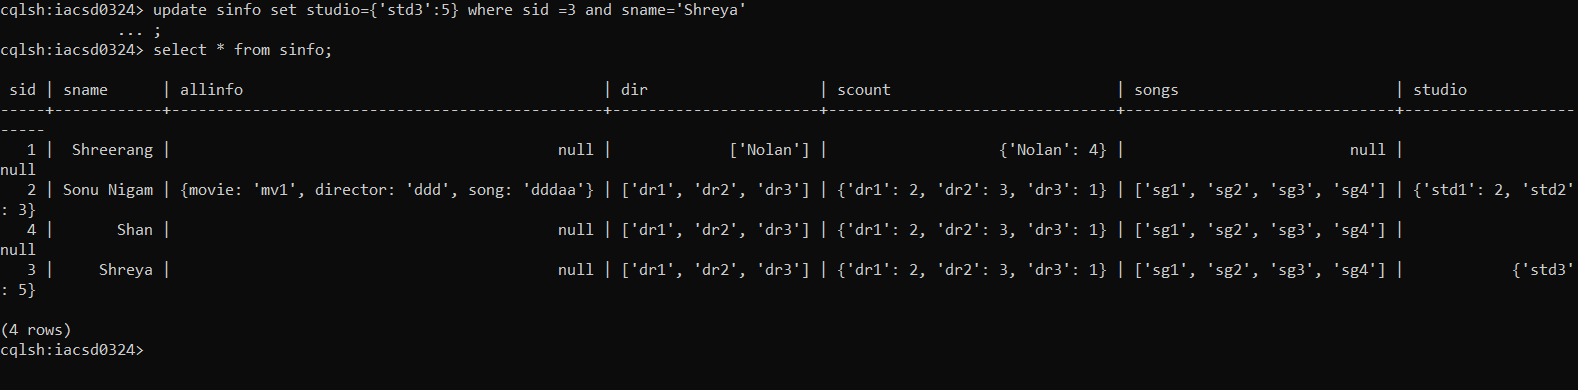 cqlsh:iacsd0324> update sinfo set studio={'std3':5} where sid =3 and sname='Shreya'
             ... ;
cqlsh:iacsd0324> select * from sinfo;

 sid | sname      | allinfo                                        | dir                   | scount                         | songs                        | studio
-----+------------+------------------------------------------------+-----------------------+--------------------------------+------------------------------+-------------------
-----
   1 |  Shreerang |                                           null |             ['Nolan'] |                   {'Nolan': 4} |                         null |
null
   2 | Sonu Nigam | {movie: 'mv1', director: 'ddd', song: 'dddaa'} | ['dr1', 'dr2', 'dr3'] | {'dr1': 2, 'dr2': 3, 'dr3': 1} | ['sg1', 'sg2', 'sg3', 'sg4'] | {'std1': 2, 'std2'
: 3}
   4 |       Shan |                                           null | ['dr1', 'dr2', 'dr3'] | {'dr1': 2, 'dr2': 3, 'dr3': 1} | ['sg1', 'sg2', 'sg3', 'sg4'] |
null
   3 |     Shreya |                                           null | ['dr1', 'dr2', 'dr3'] | {'dr1': 2, 'dr2': 3, 'dr3': 1} | ['sg1', 'sg2', 'sg3', 'sg4'] |            {'std3'
: 5}

(4 rows)
cqlsh:iacsd0324>